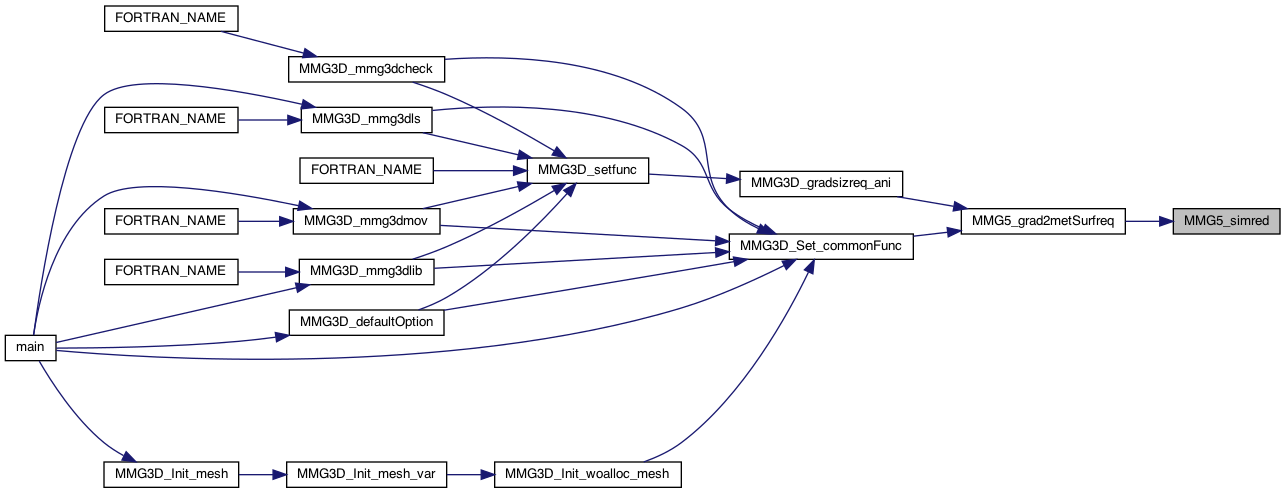 FORTRAN_NAME
MMG3D_mmg3dcheck
FORTRAN_NAME
MMG3D_mmg3dls
FORTRAN_NAME
MMG3D_setfunc
MMG3D_gradsizreq_ani
FORTRAN_NAME
MMG3D_mmg3dmov
MMG5_grad2metSurfreq
MMG5_simred
MMG3D_Set_commonFunc
FORTRAN_NAME
MMG3D_mmg3dlib
MMG3D_defaultOption
main
MMG3D_Init_mesh
MMG3D_Init_mesh_var
MMG3D_Init_woalloc_mesh